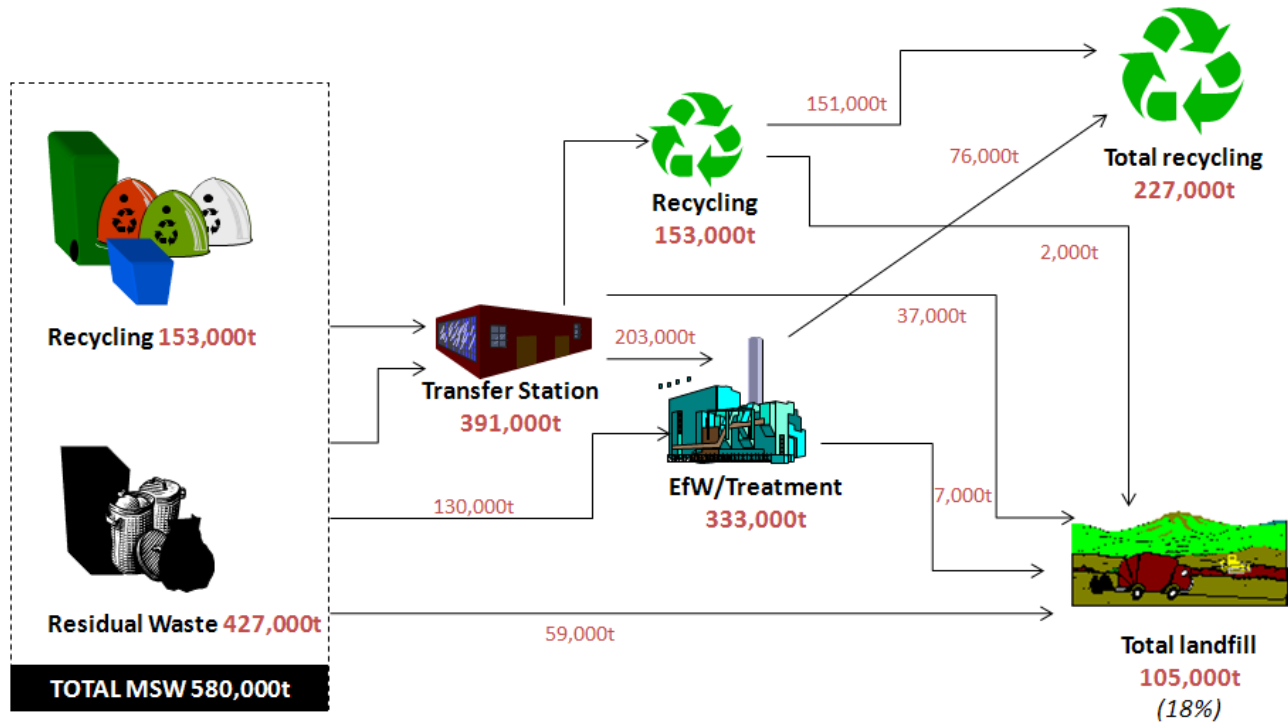 151,000t
76,000t
Total recycling
227,000t
Recycling
153,000t
2,000t
Recycling 153,000t
37,000t
203,000t
Transfer Station
391,000t
EfW/Treatment
333,000t
7,000t
130,000t
Residual Waste 427,000t
59,000t
Total landfill
105,000t
(18%)
TOTAL MSW 580,000t